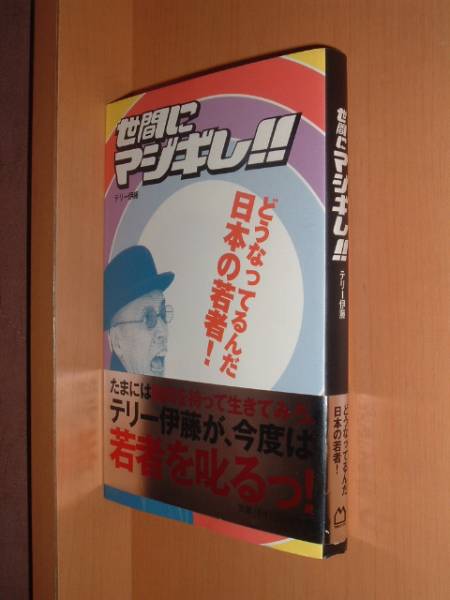 世間に
マジギレ!!
テリー伊藤
どうなってるんだ
日本の若者!
たまには
って生きてみろ。
テリー伊藤が、今度は
若者を叱るっ!
世間にマジギレ!!
テリー伊藤
どうなってるんだ
日本の若者!